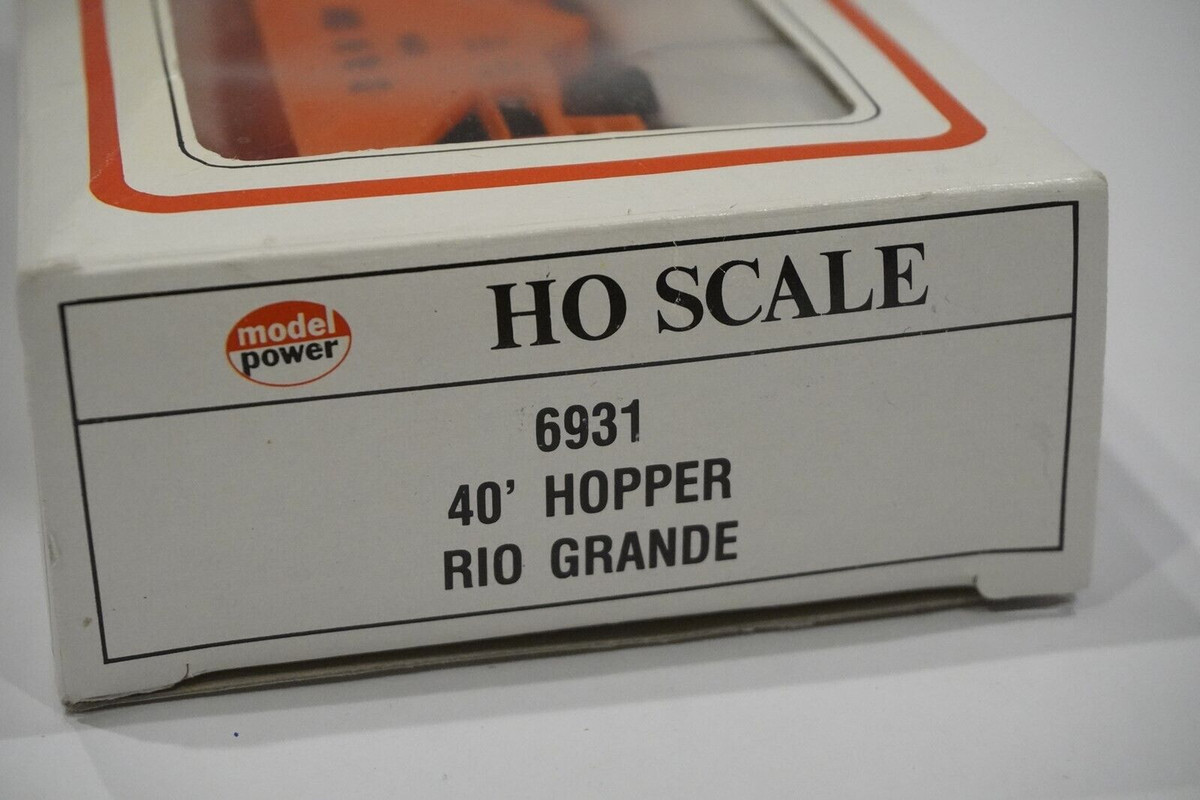 model
power
HO SCALE
6931
40' HOPPER
RIO GRANDE